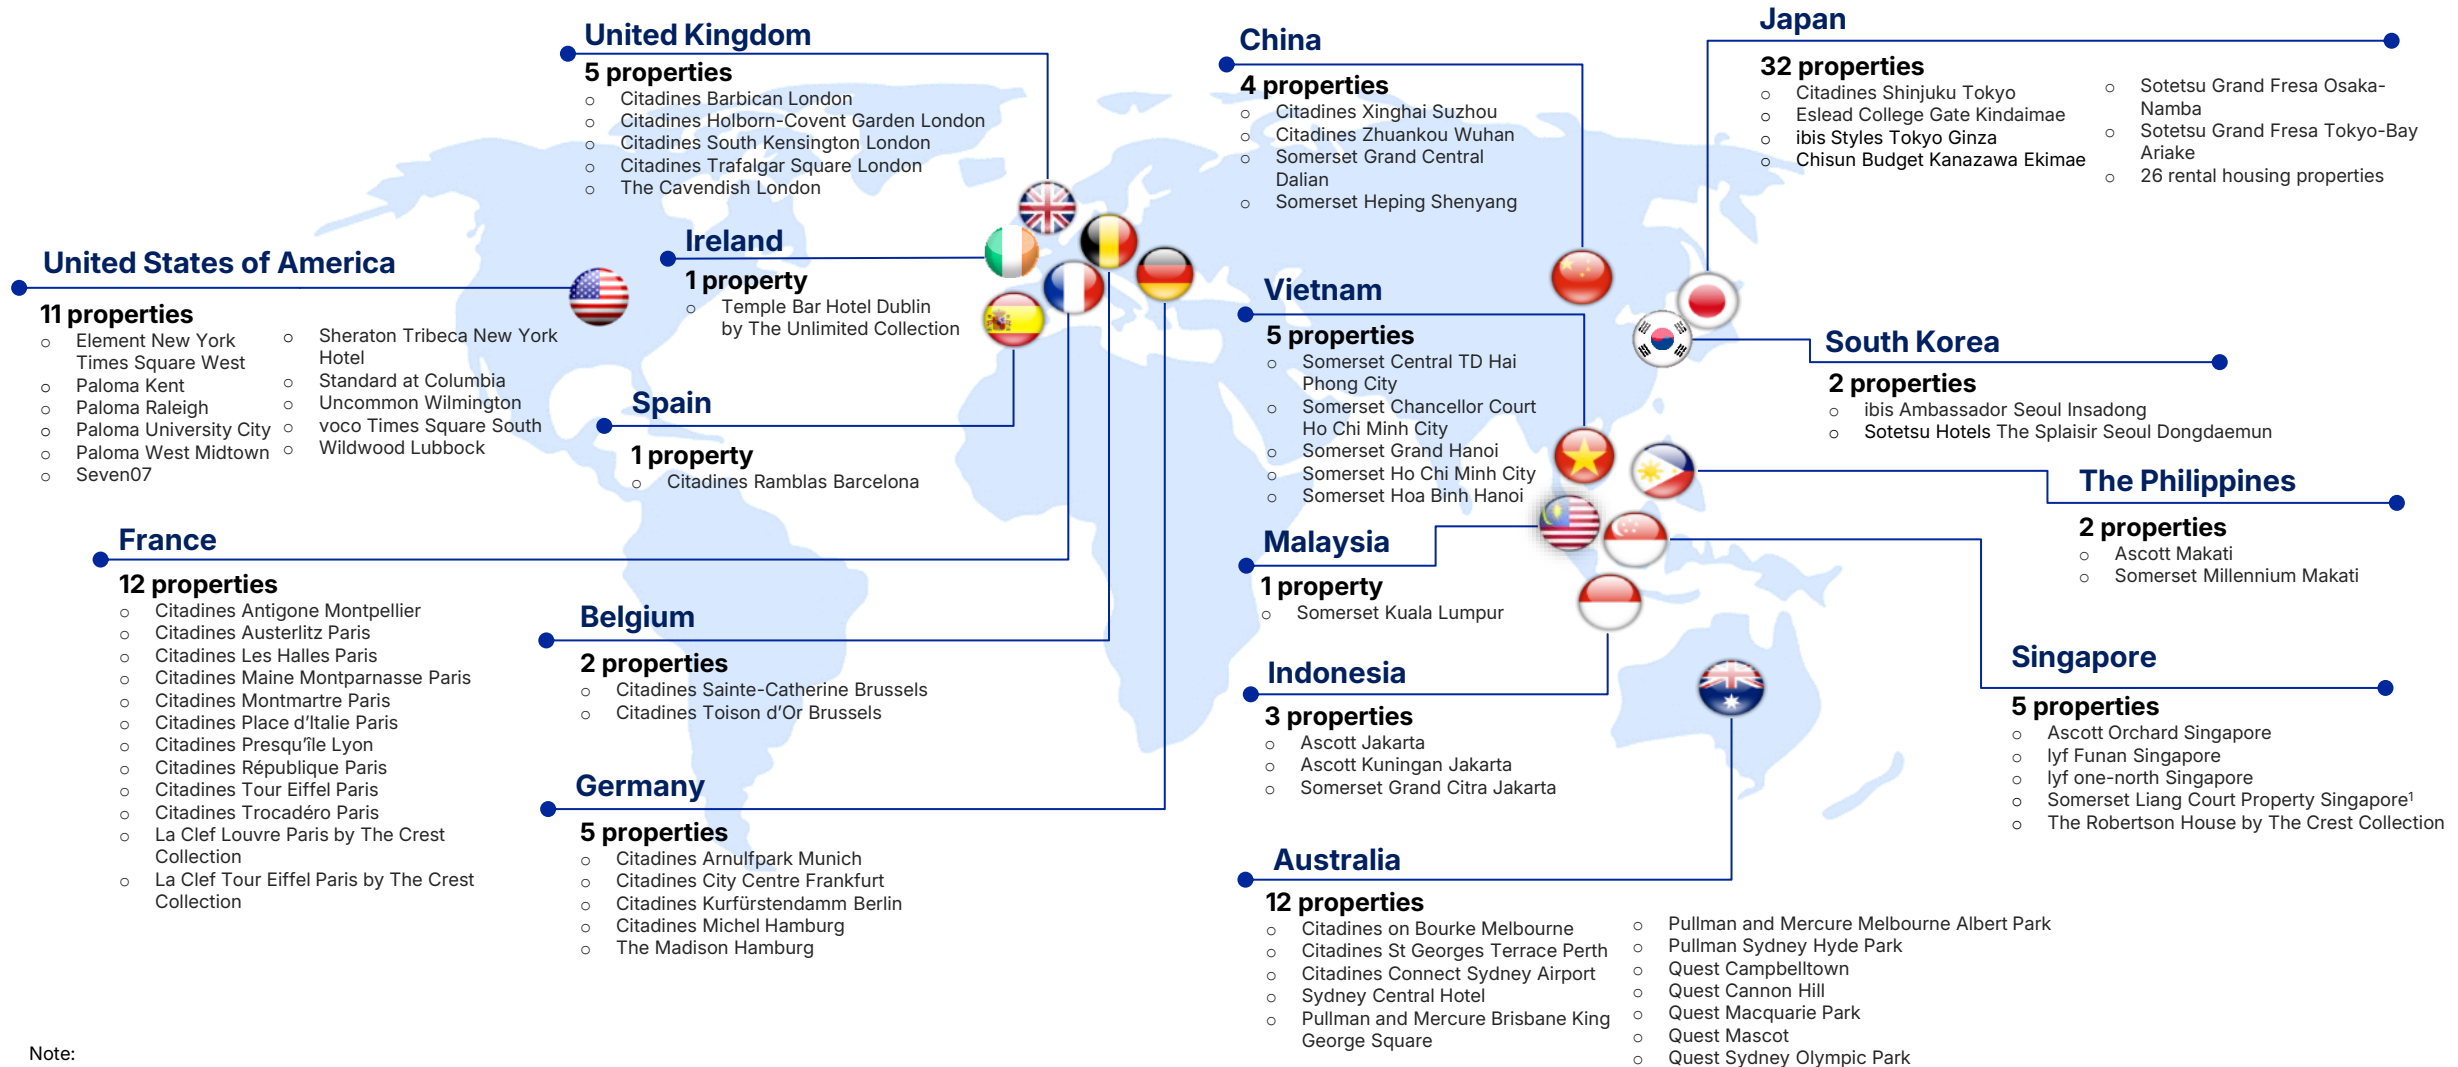 United Kingdom
5 properties
Citadines Barbican London
Citadines Holborn-Covent Garden London
Citadines South Kensington London
Citadines Trafalgar Square London
The Cavendish London
Ireland
1 property
Temple Bar Hotel Dublin
by The Unlimited Collection
United States of America
11 properties
Element New York
Times Square West
Paloma Kent
Paloma Raleigh
Paloma University City
Paloma West Midtown
Seven07
Sheraton Tribeca New York
Hotel
Standard at Columbia
Uncommon Wilmington
voco Times Square South
Wildwood Lubbock
Spain
1 property
Citadines Ramblas Barcelona
France
12 properties
Citadines Antigone Montpellier
Citadines Austerlitz Paris
Citadines Les Halles Paris
Citadines Maine Montparnasse Paris
Citadines Montmartre Paris
Citadines Place d’Italie Paris
Citadines Presqu’île Lyon
Citadines République Paris
Citadines Tour Eiffel Paris
Citadines Trocadéro Paris
La Clef Louvre Paris by The Crest
Collection
La Clef Tour Eiffel Paris by The Crest
Collection
Belgium
2 properties
Citadines Sainte-Catherine Brussels
Citadines Toison d’Or Brussels
Germany
5 properties
Citadines Arnulfpark Munich
Citadines City Centre Frankfurt
Citadines Kurfürstendamm Berlin
Citadines Michel Hamburg
The Madison Hamburg
China
4 properties
Citadines Xinghai Suzhou
Citadines Zhuankou Wuhan
Somerset Grand Central
Dalian
Somerset Heping Shenyang
Japan
32 properties
Citadines Shinjuku Tokyo
Eslead College Gate Kindaimae
ibis Styles Tokyo Ginza
Chisun Budget Kanazawa Ekimae
Sotetsu Grand Fresa Osaka-
Namba
Sotetsu Grand Fresa Tokyo-Bay
Ariake
26 rental housing properties
Vietnam
5 properties
Somerset Central TD Hai
Phong City
Somerset Chancellor Court
Ho Chi Minh City
Somerset Grand Hanoi
Somerset Ho Chi Minh City
Somerset Hoa Binh Hanoi
South Korea
2 properties
ibis Ambassador Seoul Insadong
Sotetsu Hotels The Splaisir Seoul Dongdaemun
The Philippines
2 properties
Ascott Makati
Somerset Millennium Makati
Malaysia
1 property
Somerset Kuala Lumpur
Indonesia
3 properties
Ascott Jakarta
Ascott Kuningan Jakarta
Somerset Grand Citra Jakarta
Singapore
5 properties
Ascott Orchard Singapore
lyf Funan Singapore
lyf one-north Singapore
Somerset Liang Court Property Singapore¹
The Robertson House by The Crest Collection
Australia
12 properties
Citadines on Bourke Melbourne
Citadines St Georges Terrace Perth
Citadines Connect Sydney Airport
Sydney Central Hotel
Pullman and Mercure Brisbane King
George Square
Pullman and Mercure Melbourne Albert Park
Pullman Sydney Hyde Park
Quest Campbelltown
Quest Cannon Hill
Quest Macquarie Park
Quest Mascot
Quest Sydney Olympic Park
Note: